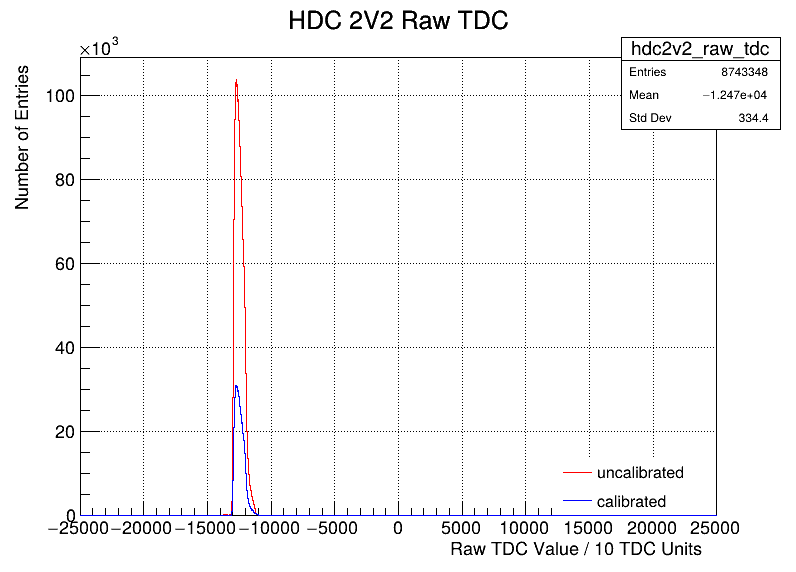 HDC 2V2 Raw TDC
×10³
hdc2v2_raw_tdc
Entries 8743348
Mean −1.247e+04
Std Dev 334.4
Number of Entries
100
80
60
40
20
0
−25000 −20000 −15000 −10000 −5000 0 5000 10000 15000 20000 25000
uncalibrated
calibrated
Raw TDC Value / 10 TDC Units